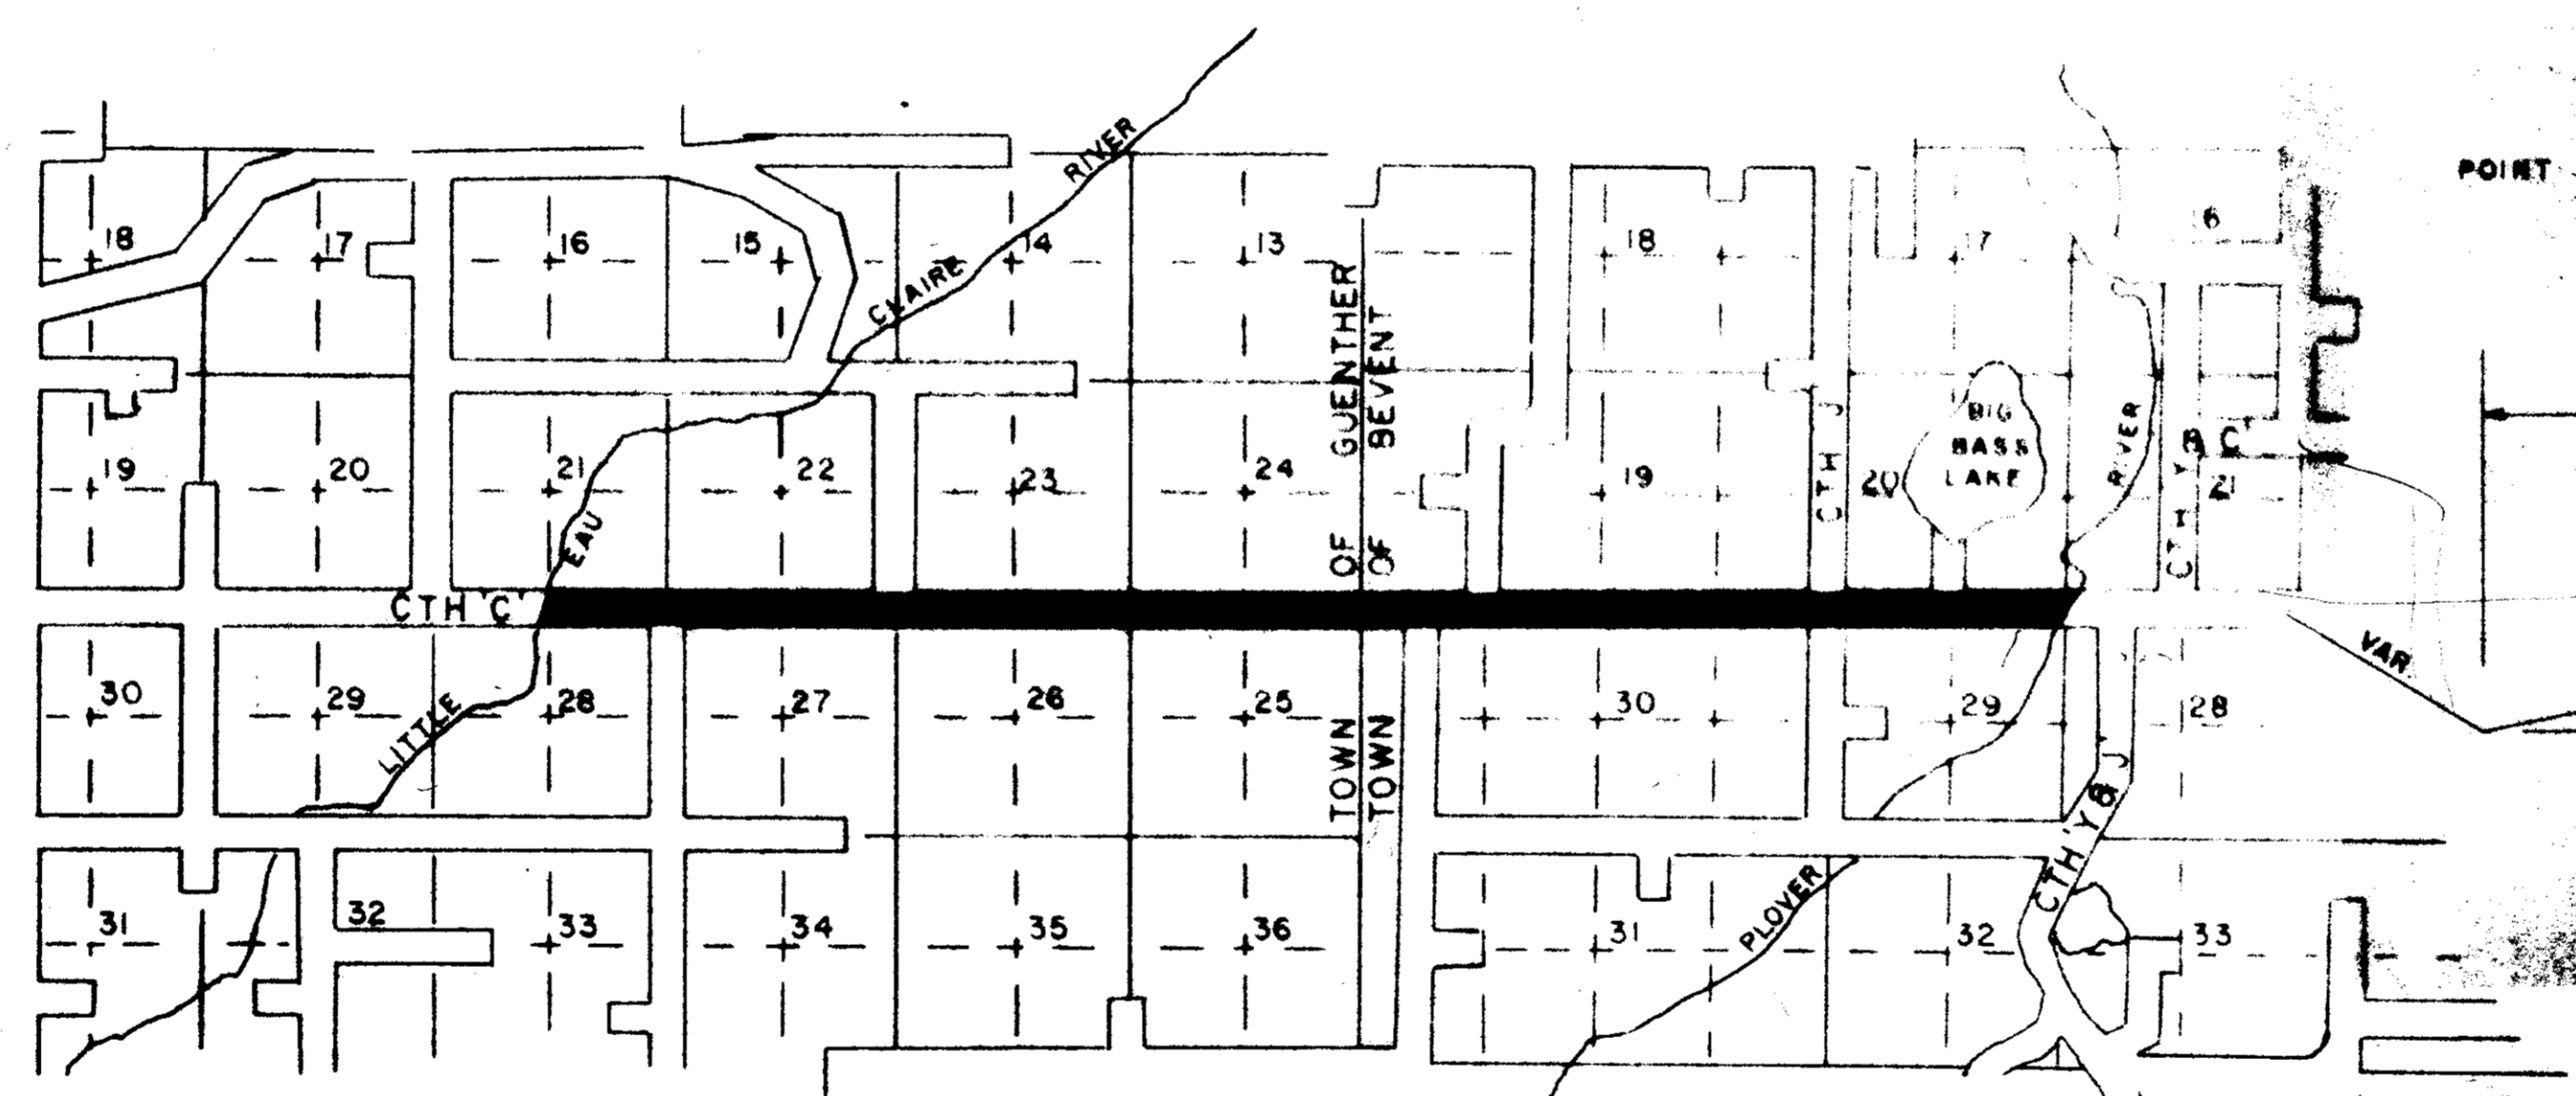 POINT
RIVER
CLAIRE
18 17 16 15 14 13 18 17 6
TOWN OF GUENTHER
TOWN OF BEVENT
CTH J
BIG
BASS
LAKE
RIVER
19 20 21 22 23 24 19 20 21
EAU
CTH "C"
VAR.
30 29 28 27 26 25 30 29 28
LITTLE
CTH "Y" & "J"
PLOVER
31 32 33 34 35 36 31 32 33